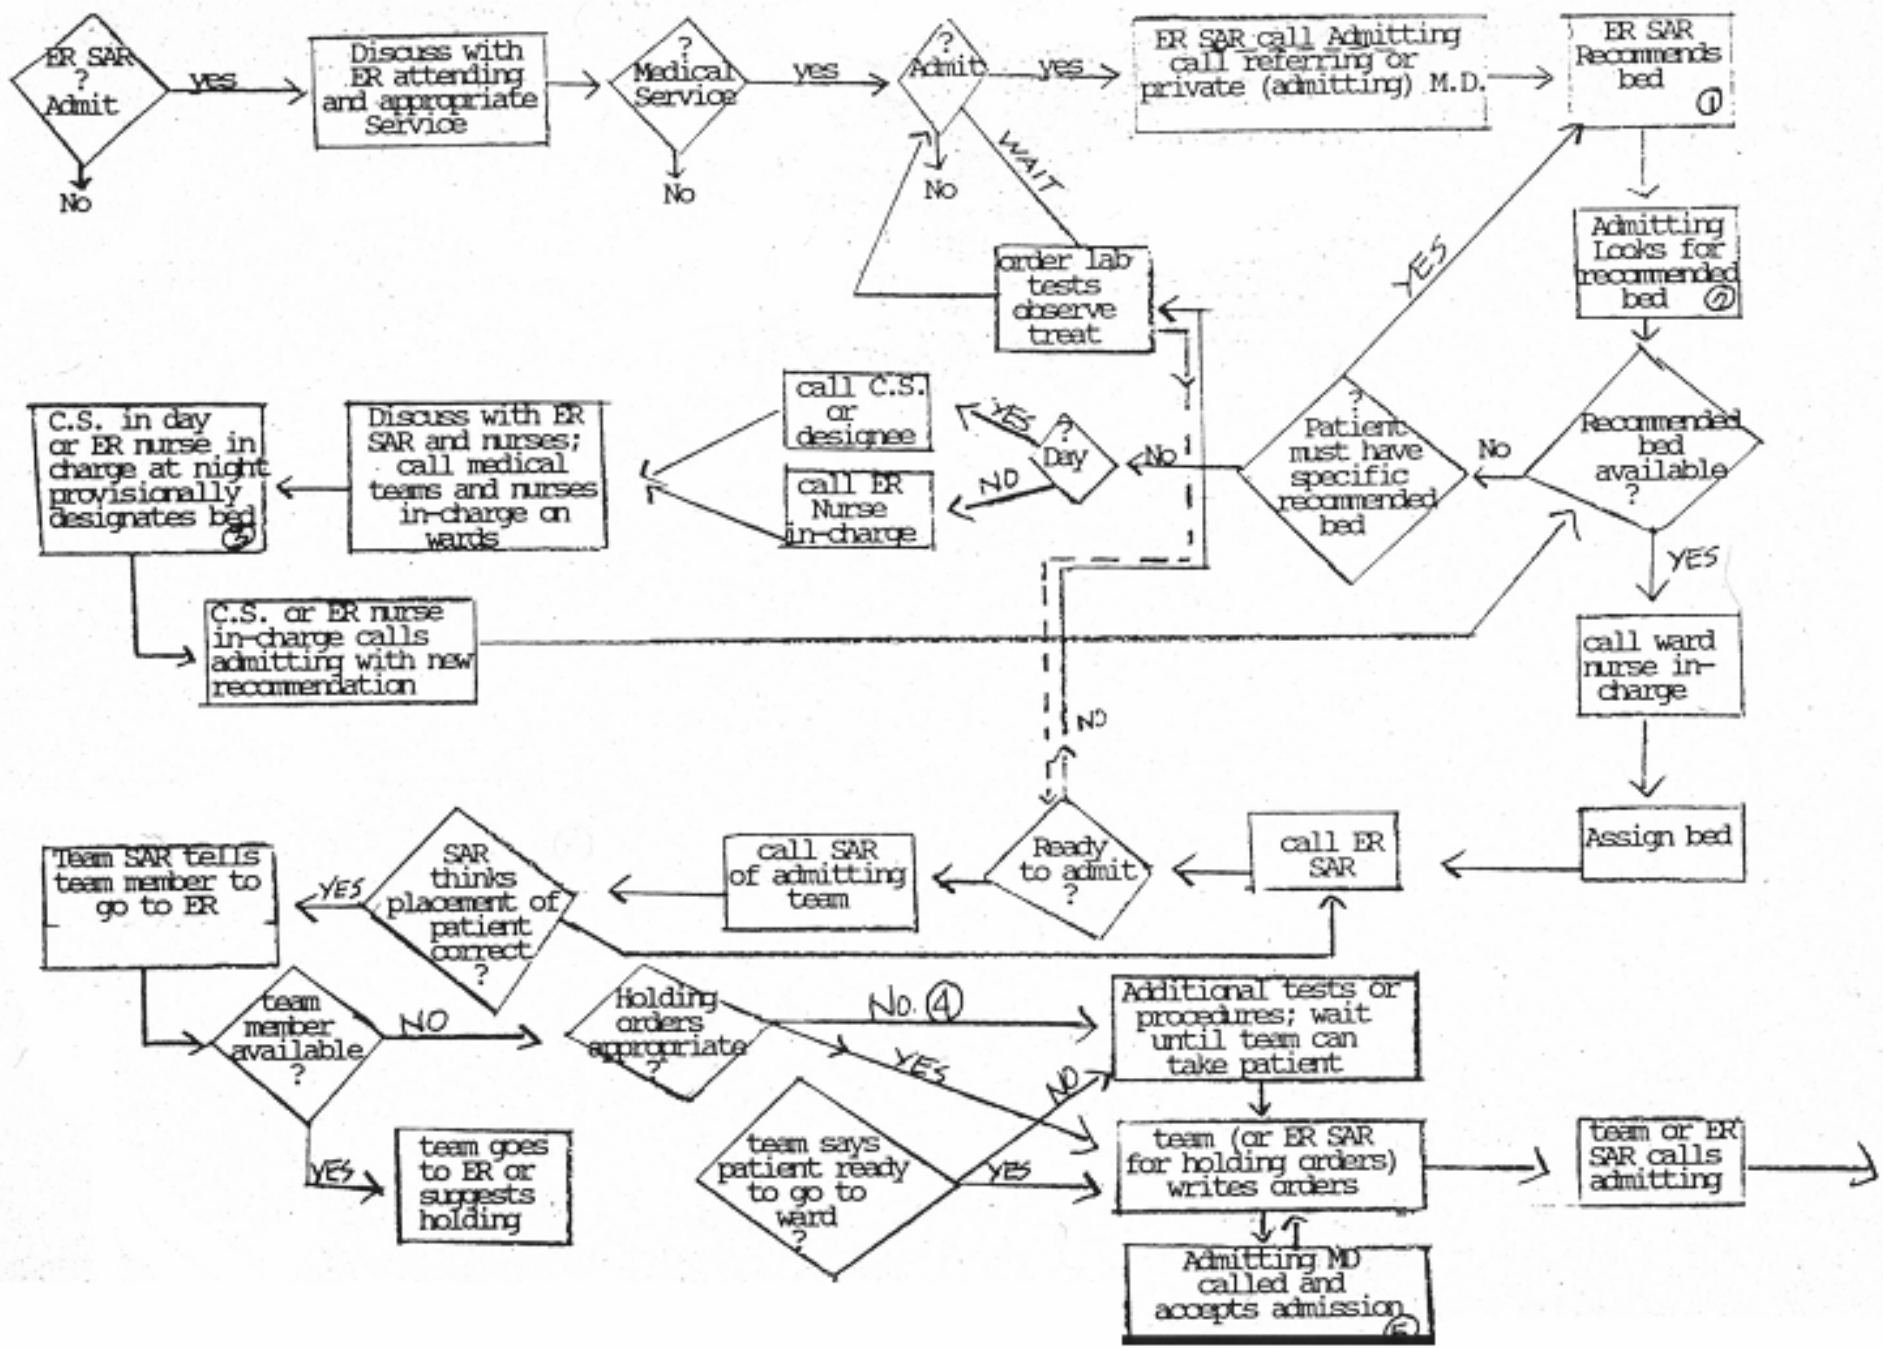 ER SAR
?
Admit
yes
No
Discuss with
ER attending
and appropriate
Service
?
Medical
Service
yes
No
?
Admit
yes
No
WAIT
ER SAR call Admitting
call referring or
private (admitting) M.D.
ER SAR
Recommends
bed
1
order lab
tests
observe
treat
YES
Admitting
Looks for
recommended
bed 2
C.S. in day
or ER nurse in
charge at night
provisionally
designates bed
3
Discuss with ER
SAR and nurses;
call medical
teams and nurses
in-charge on
wards
call C.S.
or
designee
call ER
Nurse
in-charge
YES
NO
?
Day
No
?
Patient
must have
specific
recommended
bed
No
Recommended
bed
available
?
YES
C.S. or ER nurse
in-charge calls
admitting with new
recommendation
call ward
nurse in-
charge
NO
Team SAR tells
team member to
go to ER
YES
SAR
thinks
placement of
patient
correct
?
call SAR
of admitting
team
Ready
to admit
?
call ER
SAR
Assign bed
team
member
available
?
NO
YES
team goes
to ER or
suggests
holding
Holding
orders
appropriate
?
No. 4
YES
Additional tests or
procedures; wait
until team can
take patient
team says
patient ready
to go to
ward
?
NO
YES
team (or ER SAR
for holding orders)
writes orders
team or ER
SAR calls
admitting
Admitting MD
called and
accepts admission
5